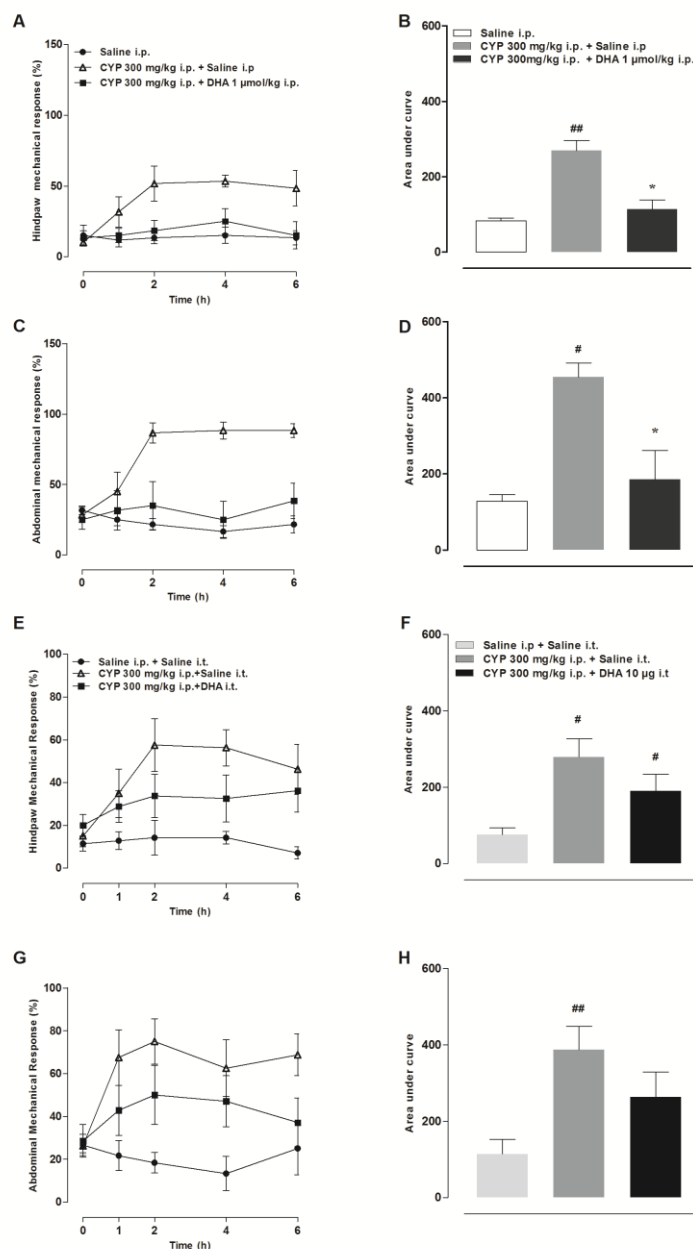 A
Saline i.p.
CYP 300 mg/kg i.p. + Saline i.p
CYP 300 mg/kg i.p. + DHA 1 µmol/kg i.p.
Hindpaw mechanical response (%)
150
100
50
0
0
2
4
6
Time (h)
B
Saline i.p.
CYP 300 mg/kg i.p. + Saline i.p
CYP 300mg/kg i.p. + DHA 1 µmol/kg i.p.
Area under curve
600
400
200
0
##
*
C
Abdominal mechanical response (%)
150
100
50
0
0
2
4
6
Time (h)
D
Area under curve
600
400
200
0
#
*
E
Saline i.p. + Saline i.t.
CYP 300 mg/kg i.p.+Saline i.t.
CYP 300 mg/kg i.p.+DHA i.t.
Hindpaw Mechanical Response (%)
100
80
60
40
20
0
0
1
2
4
6
Time (h)
F
Saline i.p + Saline i.t.
CYP 300 mg/kg i.p. + Saline i.t.
CYP 300 mg/kg i.p. + DHA 10 µg i.t
Area under curve
600
400
200
0
#
#
G
Abdominal Mechanical Response (%)
100
80
60
40
20
0
0
1
2
4
6
Time (h)
H
Area under curve
600
400
200
0
##